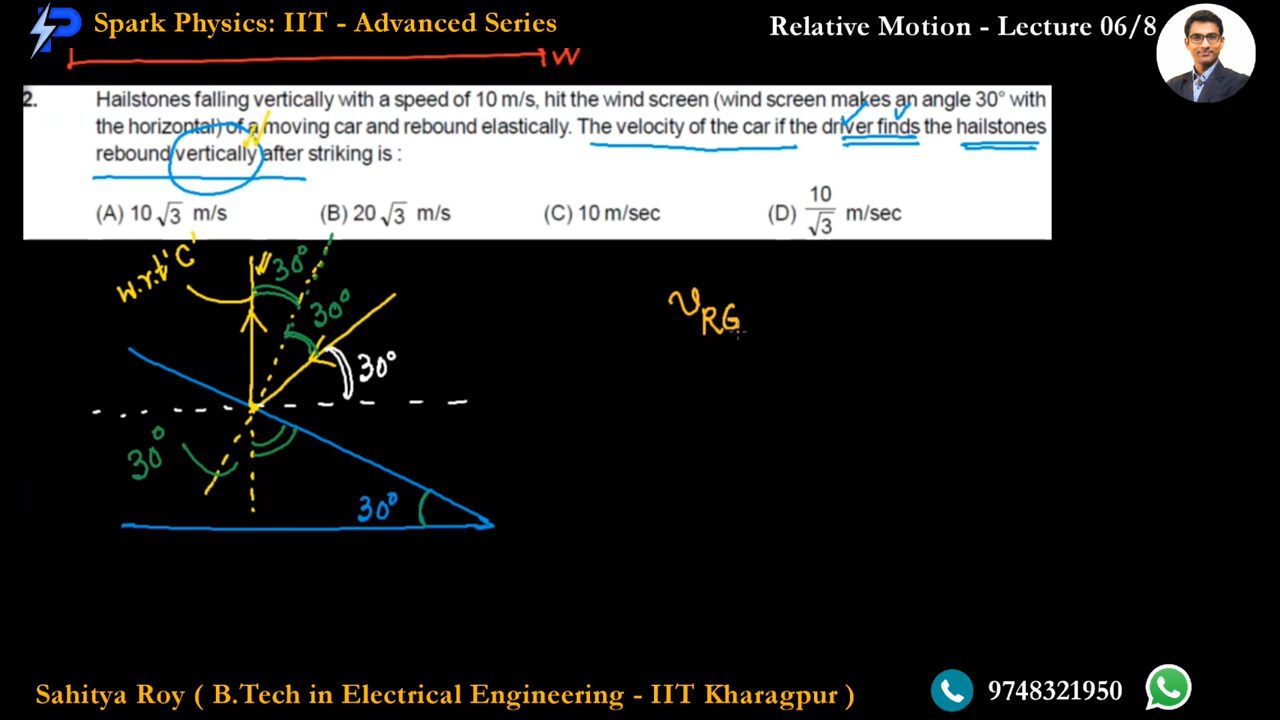 Spark Physics: IIT - Advanced Series
Relative Motion - Lecture 06/8
W
2. Hailstones falling vertically with a speed of 10 m/s, hit the wind screen (wind screen makes an angle 30° with
the horizontal) of a moving car and rebound elastically. The velocity of the car if the driver finds the hailstones
rebound vertically after striking is :
(A) 10√3 m/s (B) 20√3 m/s (C) 10 m/sec (D) 10/√3 m/sec
w.r.t 'C'
30°
30°
30°
30°
30°
v_RG
Sahitya Roy ( B.Tech in Electrical Engineering - IIT Kharagpur )
9748321950